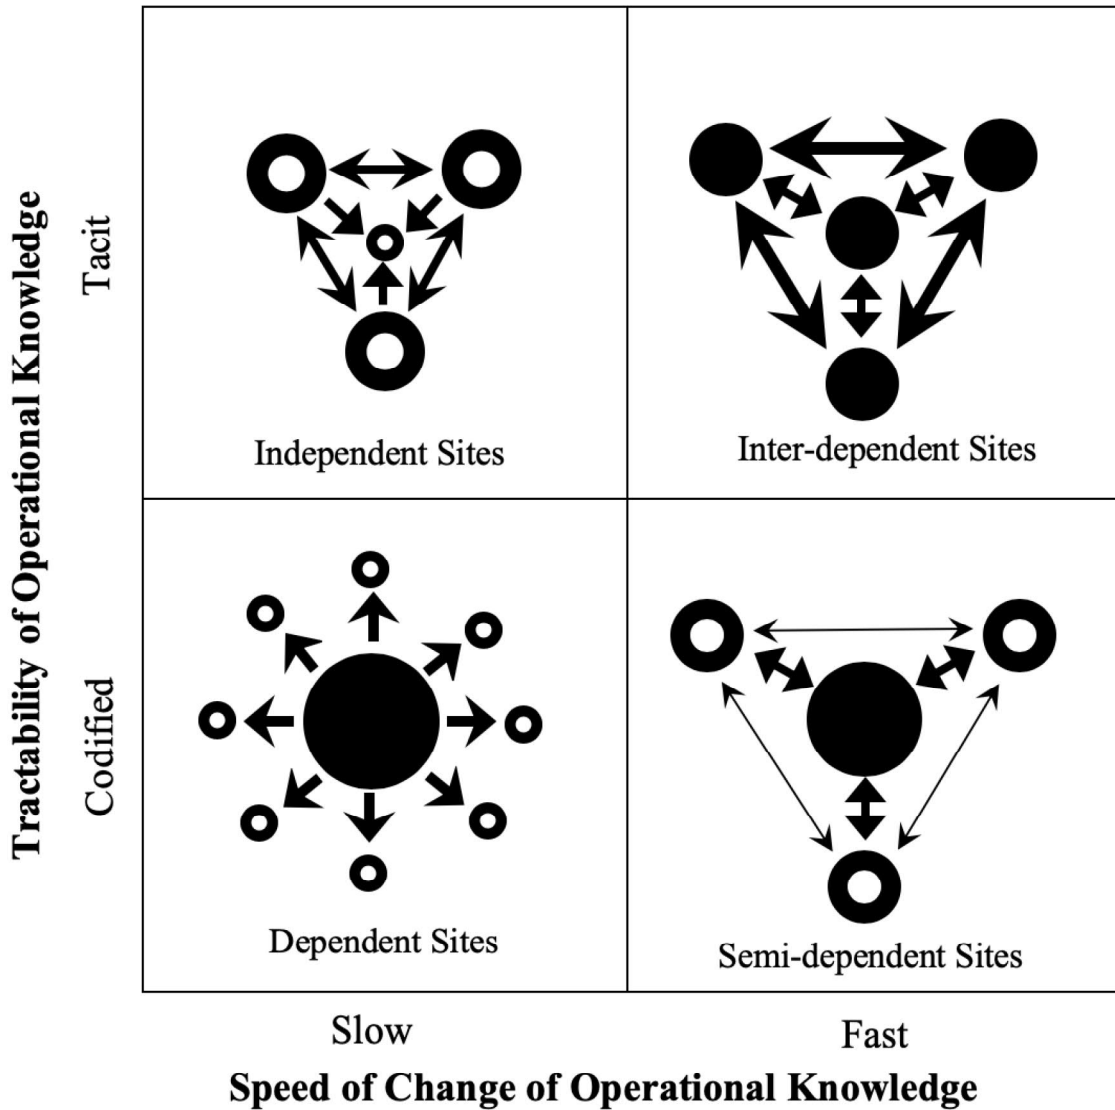 Tractability of Operational Knowledge
Tacit
Independent Sites
Inter-dependent Sites
Codified
Dependent Sites
Semi-dependent Sites
Slow
Fast
Speed of Change of Operational Knowledge